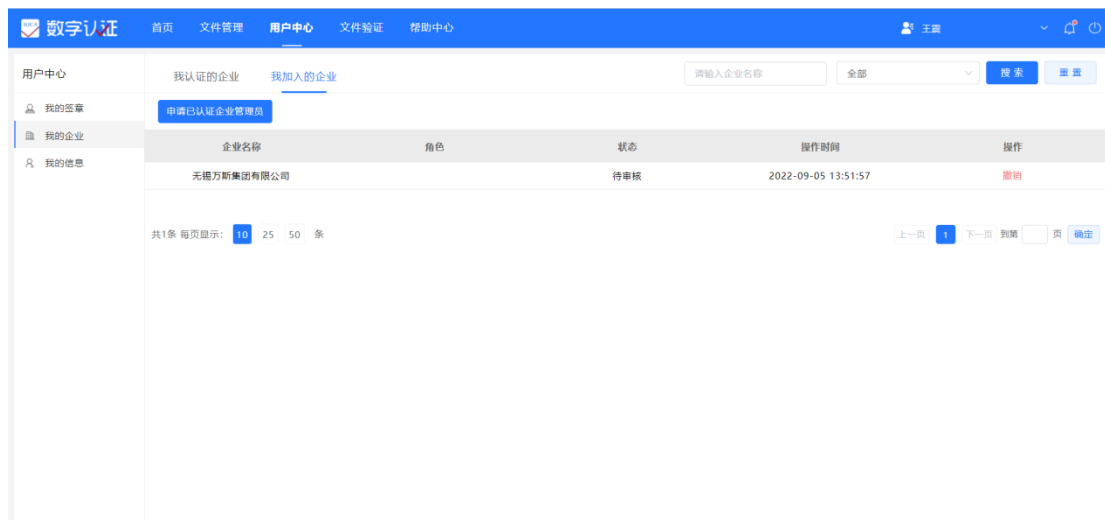 数字认证 首页 文件管理 用户中心 文件验证 帮助中心 王震
用户中心
我的签章
我的企业
我的信息
我认证的企业 我加入的企业 请输入企业名称 全部 搜索 重置
申请已认证企业管理员
企业名称 角色 状态 操作时间 操作
无锡万斯集团有限公司 待审核 2022-09-05 13:51:57 撤销
共1条 每页显示: 10 25 50 条 上一页 1 下一页 到第 页 确定